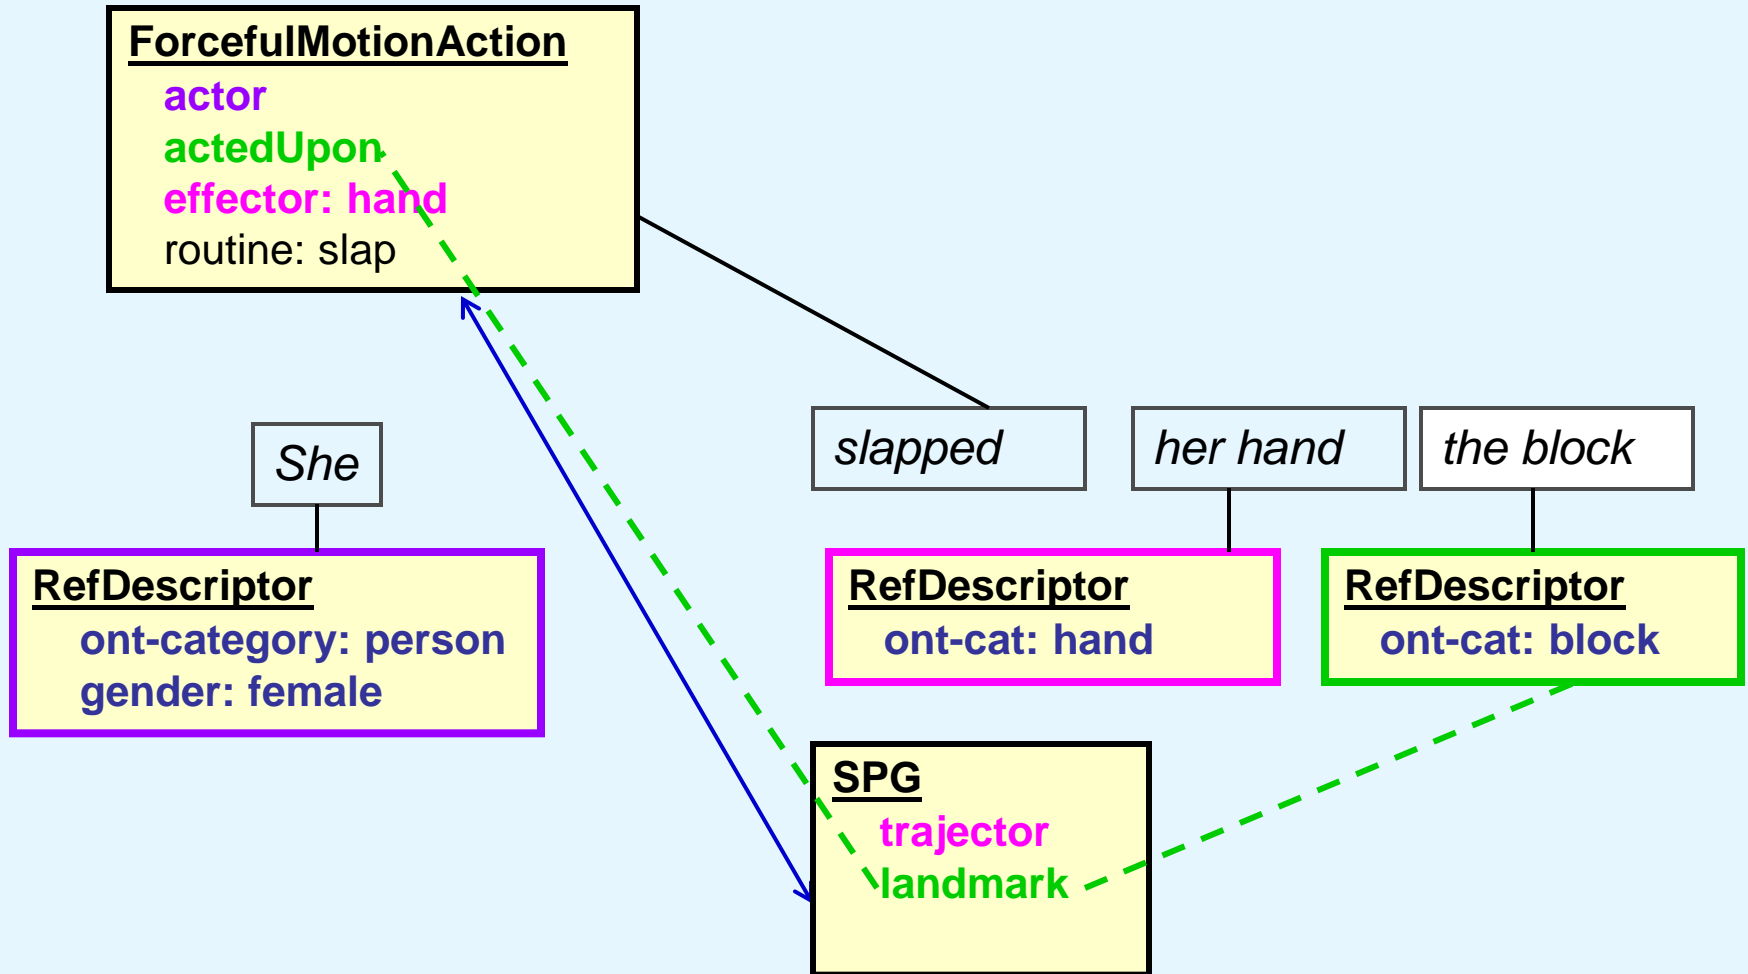 ForcefulMotionAction
actor
actedUpon
effector: hand
routine: slap
She
slapped
her hand
the block
RefDescriptor
ont-category: person
gender: female
RefDescriptor
ont-cat: hand
RefDescriptor
ont-cat: block
SPG
trajector
landmark